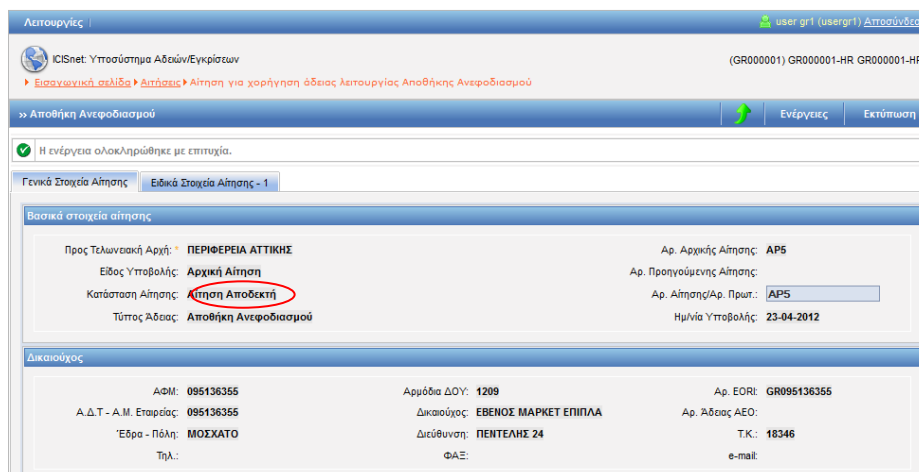 Λειτουργίες
user gr1 (usergr1) Αποσύνδεσ
ICISnet: Υποσύστημα Αδειών/Εγκρίσεων
(GR000001) GR000001-HR GR000001-HR
Εισαγωγική σελίδα Αιτήσεις Αίτηση για χορήγηση άδειας λειτουργίας Αποθήκης Ανεφοδιασμού
» Αποθήκη Ανεφοδιασμού Ενέργειες Εκτύπωση
Η ενέργεια ολοκληρώθηκε με επιτυχία.
Γενικά Στοιχεία Αίτησης Ειδικά Στοιχεία Αίτησης - 1
Βασικά στοιχεία αίτησης
Προς Τελωνειακή Αρχή: * ΠΕΡΙΦΕΡΕΙΑ ΑΤΤΙΚΗΣ Αρ. Αρχικής Αίτησης: AP5
Είδος Υποβολής: Αρχική Αίτηση Αρ. Προηγούμενης Αίτησης:
Κατάσταση Αίτησης: Αίτηση Αποδεκτή Αρ. Αίτησης/Αρ. Πρωτ.: AP5
Τύπος Άδειας: Αποθήκη Ανεφοδιασμού Ημ/νία Υποβολής: 23-04-2012
Δικαιούχος
ΑΦΜ: 095136355 Αρμόδια ΔΟΥ: 1209 Αρ. EORI: GR095136355
Α.Δ.Τ - Α.Μ. Εταιρείας: 095136355 Δικαιούχος: ΕΒΕΝΟΣ ΜΑΡΚΕΤ ΕΠΙΠΛΑ Αρ. Άδειας ΑΕΟ:
Έδρα - Πόλη: ΜΟΣΧΑΤΟ Διεύθυνση: ΠΕΝΤΕΛΗΣ 24 Τ.Κ.: 18346
Τηλ.: ΦΑΞ: e-mail: